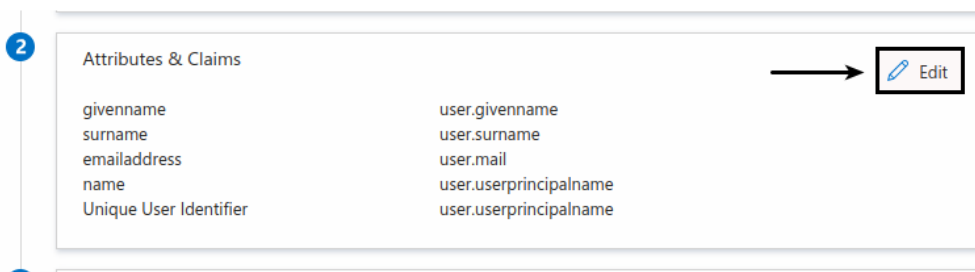 2
Attributes & Claims
Edit
givenname user.givenname
surname user.surname
emailaddress user.mail
name user.userprincipalname
Unique User Identifier user.userprincipalname